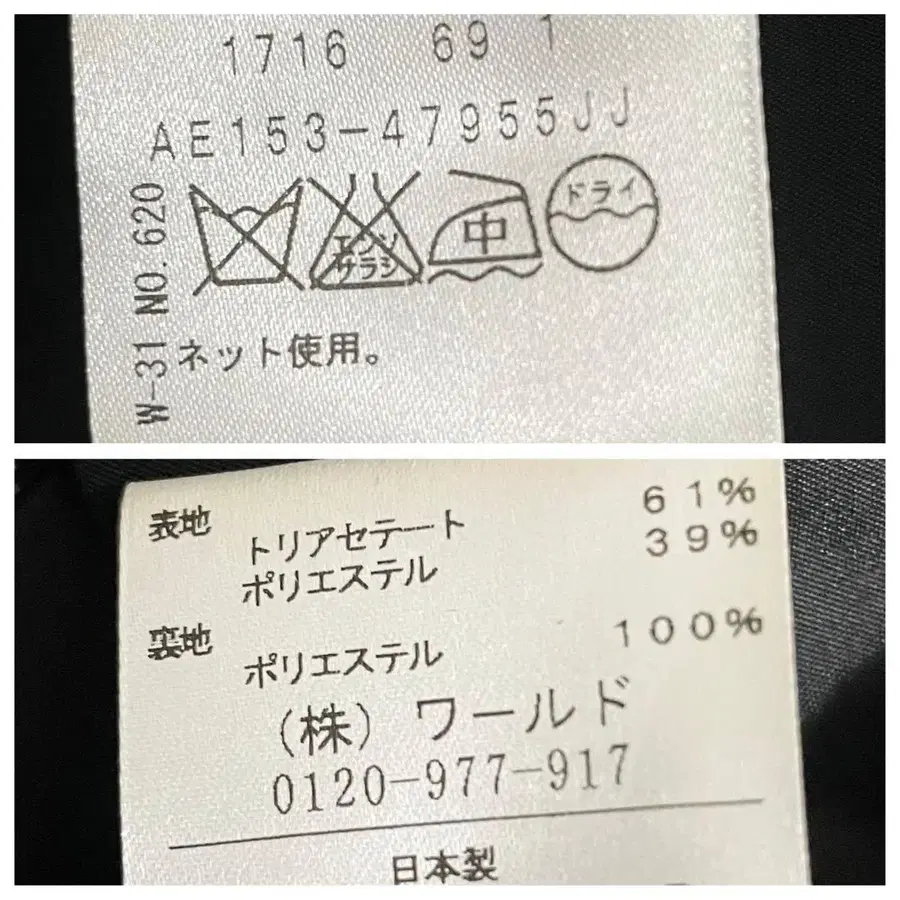 1716 69 1
AE153-47955JJ
エンソ
サラシ
中
ドライ
W-31 NO.620
ネット使用。
表地
トリアセテート 61%
ポリエステル 39%
裏地
ポリエステル 100%
(株) ワールド
0120-977-917
日本製